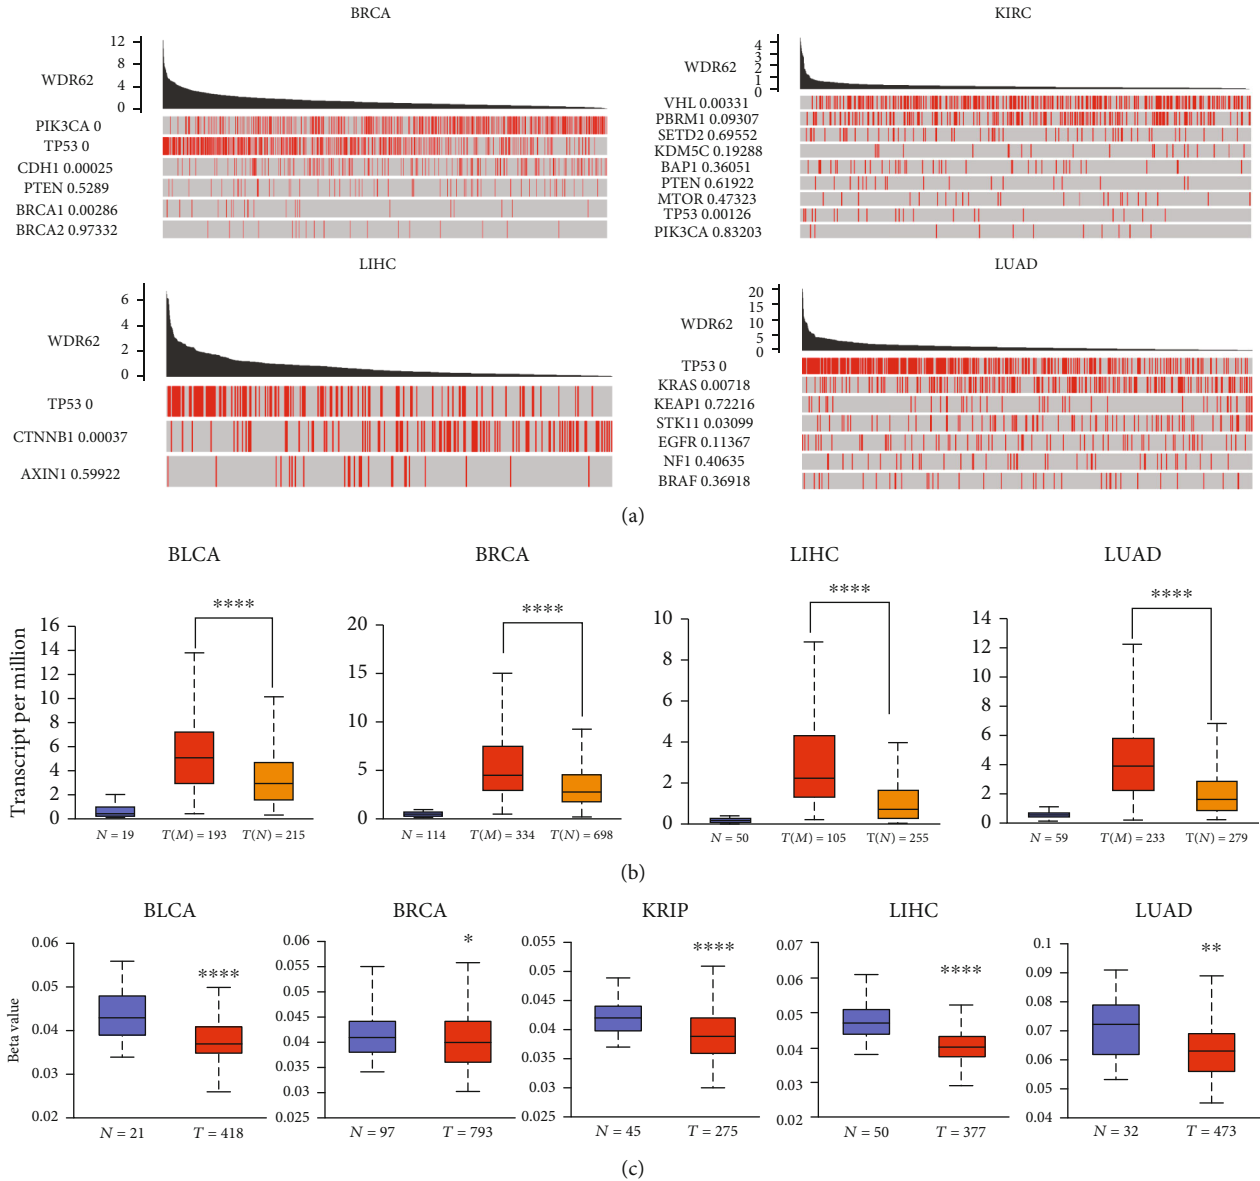 BRCA
12
8
4
0
WDR62
PIK3CA 0
TP53 0
CDH1 0.00025
PTEN 0.5289
BRCA1 0.00286
BRCA2 0.97332
KIRC
4
3
2
1
0
WDR62
VHL 0.00331
PBRM1 0.09307
SETD2 0.69552
KDM5C 0.19288
BAP1 0.36051
PTEN 0.61922
MTOR 0.47323
TP53 0.00126
PIK3CA 0.83203
LIHC
6
4
2
0
WDR62
TP53 0
CTNNB1 0.00037
AXIN1 0.59922
LUAD
20
15
10
5
0
WDR62
TP53 0
KRAS 0.00718
KEAP1 0.72216
STK11 0.03099
EGFR 0.11367
NF1 0.40635
BRAF 0.36918
(a)
BLCA
Transcript per million
16
14
12
10
8
6
4
2
0
****
N = 19 T(M) = 193 T(N) = 215
BRCA
20
15
10
5
0
****
N = 114 T(M) = 334 T(N) = 698
LIHC
10
8
6
4
2
0
****
N = 50 T(M) = 105 T(N) = 255
LUAD
14
12
10
8
6
4
2
0
****
N = 59 T(M) = 233 T(N) = 279
(b)
BLCA
Beta value
0.06
0.05
0.04
0.03
0.02
****
N = 21 T = 418
BRCA
0.06
0.055
0.05
0.045
0.04
0.035
0.03
0.025
*
N = 97 T = 793
KRIP
0.055
0.05
0.045
0.04
0.035
0.03
0.025
****
N = 45 T = 275
LIHC
0.07
0.06
0.05
0.04
0.03
0.02
****
N = 50 T = 377
LUAD
0.1
0.09
0.08
0.07
0.06
0.05
0.04
**
N = 32 T = 473
(c)